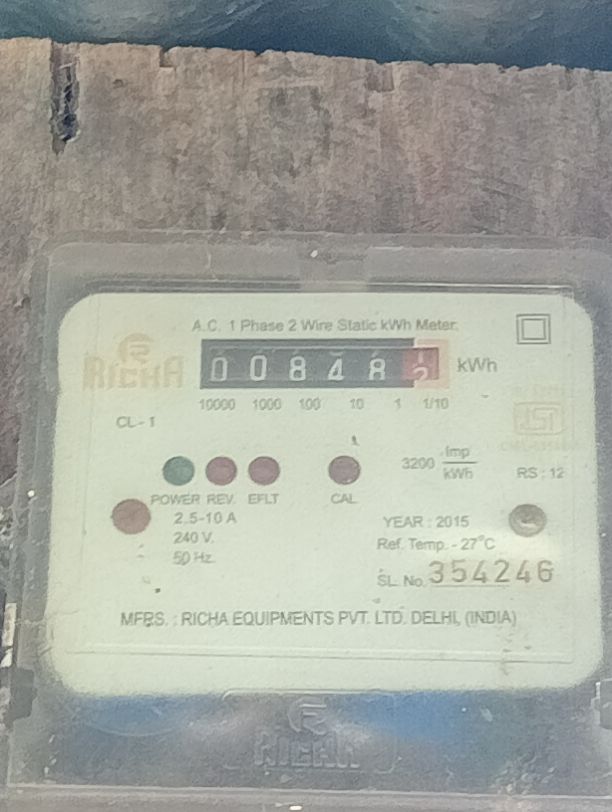 A.C. 1 Phase 2 Wire Static kWh Meter.
RICHA
0 0 8 4 8 kWh
10000 1000 100 10 1 1/10
CL-1
3200 Imp/kWh
RS : 12
POWER REV. EFLT CAL
2.5-10 A
240 V.
50 Hz.
YEAR : 2015
Ref. Temp. - 27°C
SL. No. 354246
MFRS. : RICHA EQUIPMENTS PVT. LTD. DELHI, (INDIA)
RICHA